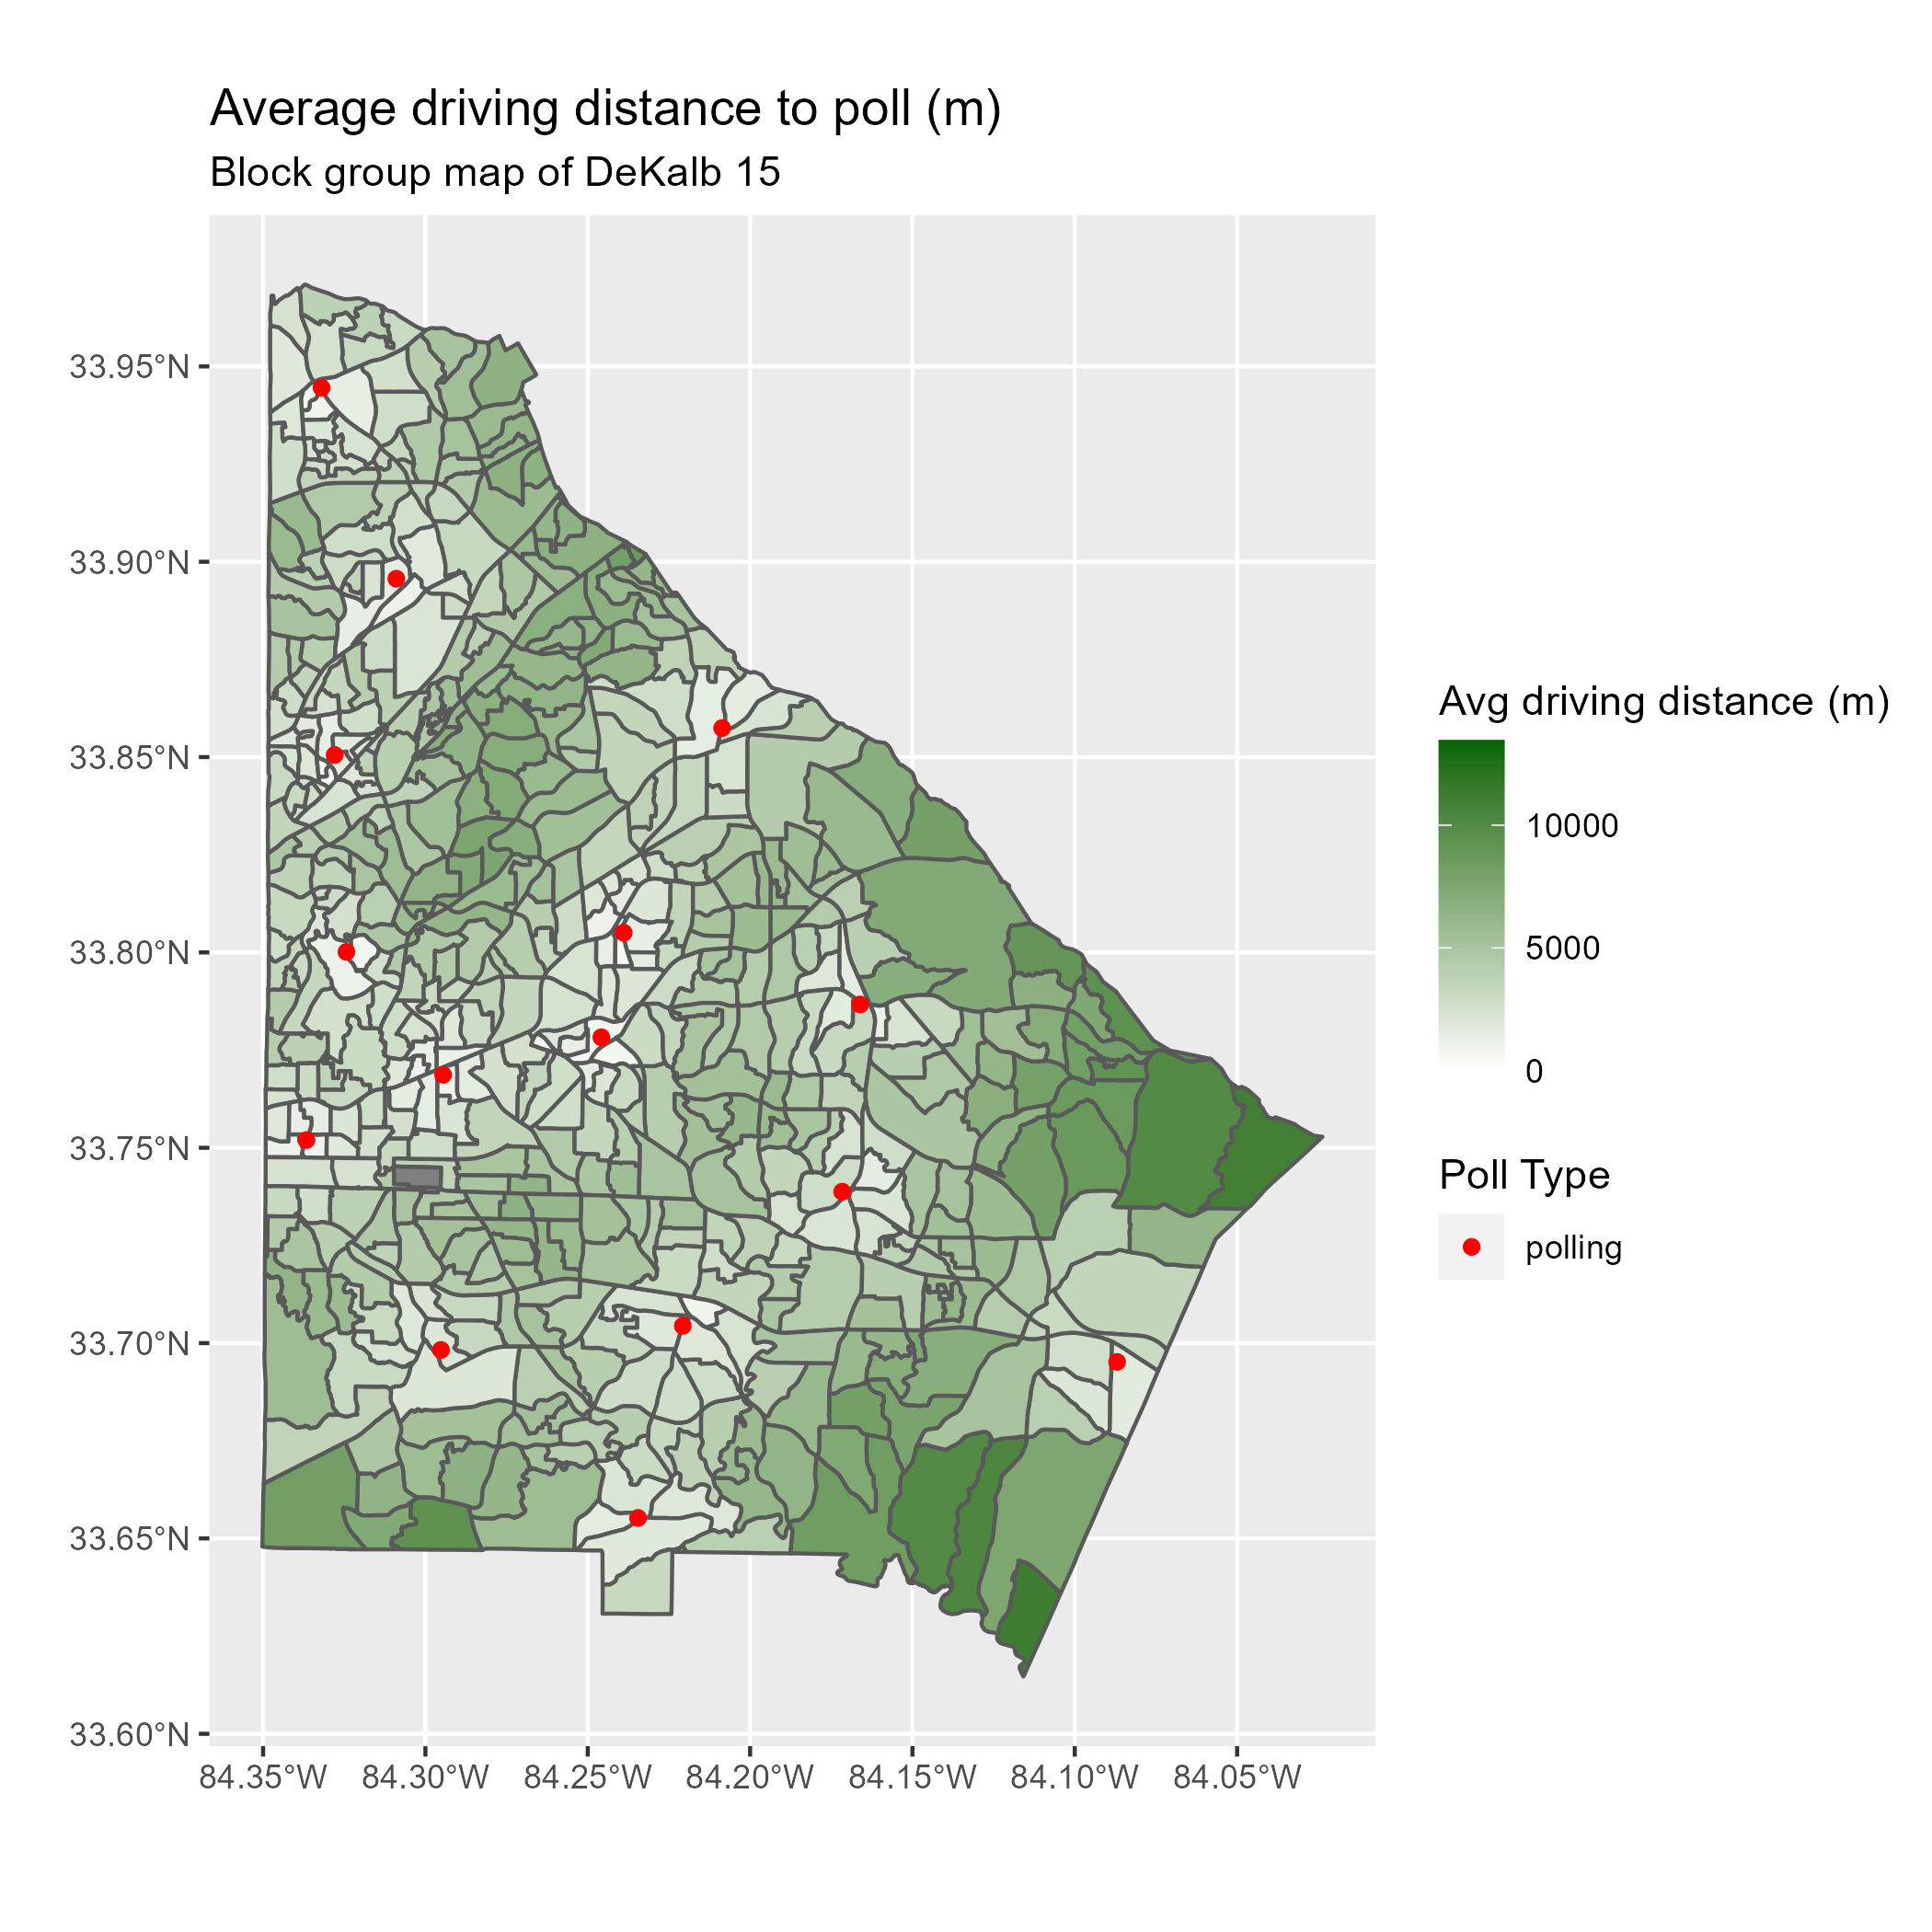 Average driving distance to poll (m)
Block group map of DeKalb 15
33.95°N
33.90°N
33.85°N
33.80°N
33.75°N
33.70°N
33.65°N
33.60°N
84.35°W 84.30°W 84.25°W 84.20°W 84.15°W 84.10°W 84.05°W
Avg driving distance (m)
10000
5000
0
Poll Type
polling